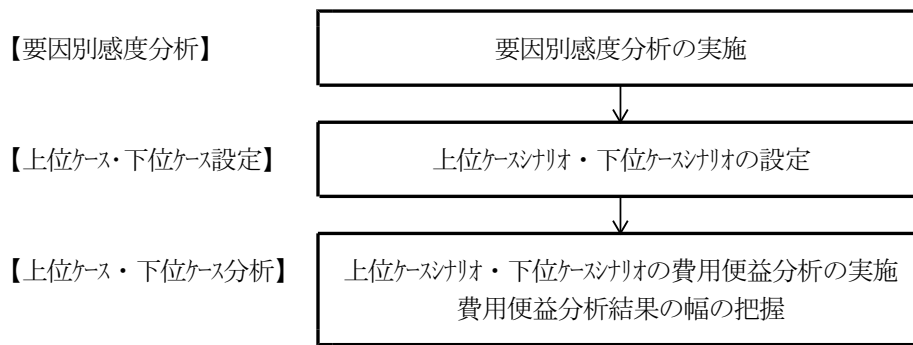 【要因別感度分析】
要因別感度分析の実施
【上位ｹｰｽ・下位ｹｰｽ設定】
上位ｹｰｽｼﾅﾘｵ・下位ｹｰｽｼﾅﾘｵの設定
【上位ｹｰｽ・下位ｹｰｽ分析】
上位ｹｰｽｼﾅﾘｵ・下位ｹｰｽｼﾅﾘｵの費用便益分析の実施
費用便益分析結果の幅の把握